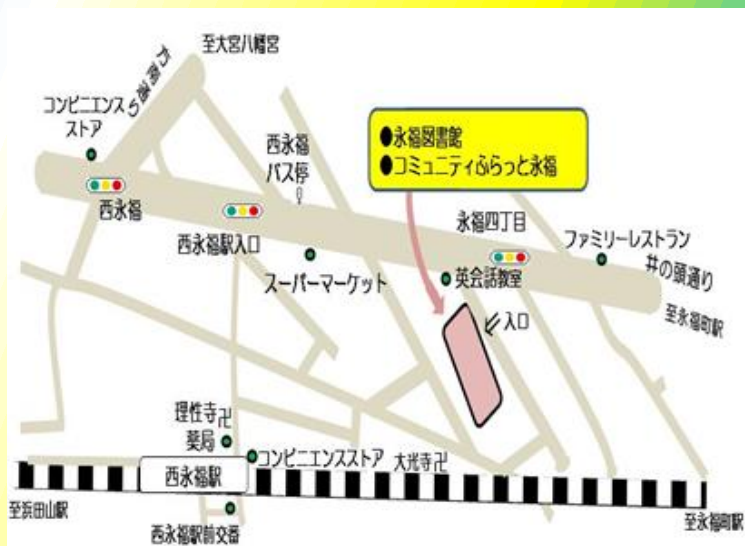 至大宮八幡宮
方南通り
コンビニエンス
ストア
西永福
バス停
●永福図書館
●コミュニティふらっと永福
西永福
西永福駅入口
永福四丁目
ファミリーレストラン
井の頭通り
スーパーマーケット
英会話教室
至永福町駅
入口
理性寺卍
薬局
コンビニエンスストア
大光寺卍
西永福駅
至浜田山駅
至永福町駅
西永福駅前交番